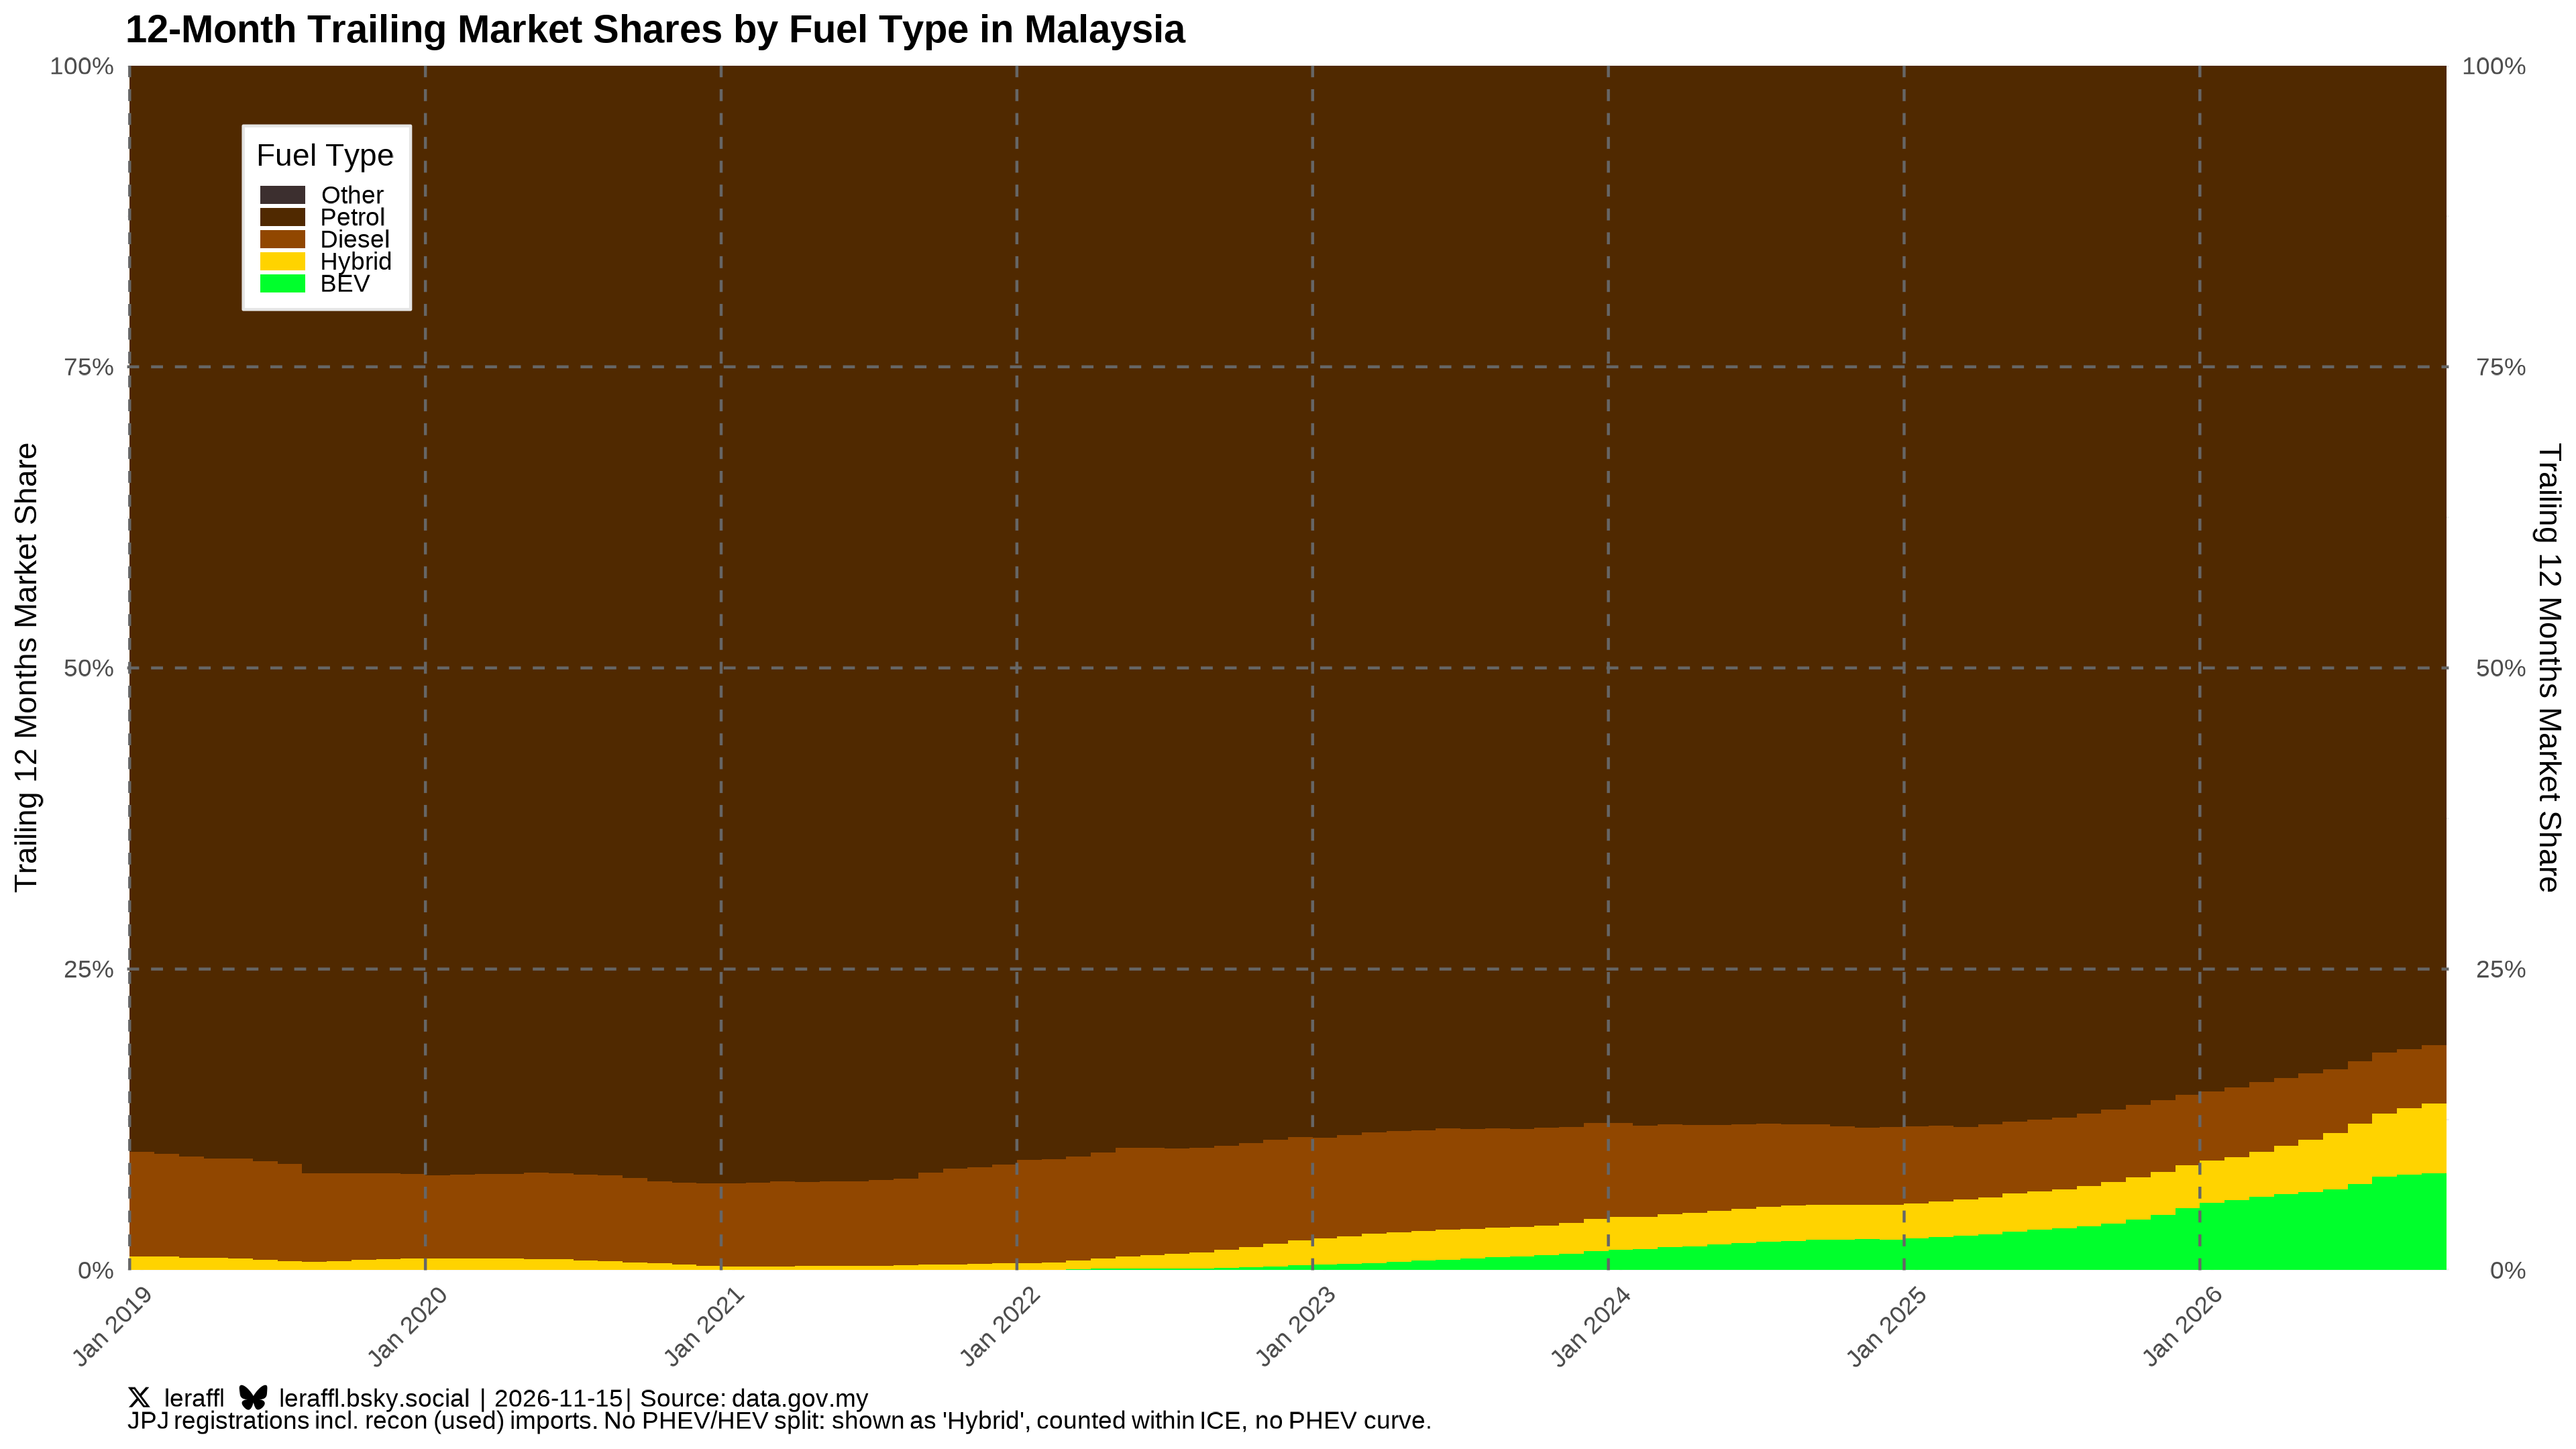 12-Month Trailing Market Shares by Fuel Type in Malaysia
100%
100%
Fuel Type
Other
Petrol
Diesel
Hybrid
BEV
75%
75%
Trailing 12 Months Market Share
Trailing 12 Months Market Share
50%
50%
25%
25%
0%
0%
Jan 2019
Jan 2020
Jan 2021
Jan 2022
Jan 2023
Jan 2024
Jan 2025
Jan 2026
leraffl leraffl.bsky.social | 2026-11-15| Source: data.gov.my
JPJ registrations incl. recon (used) imports. No PHEV/HEV split: shown as 'Hybrid', counted within ICE, no PHEV curve.